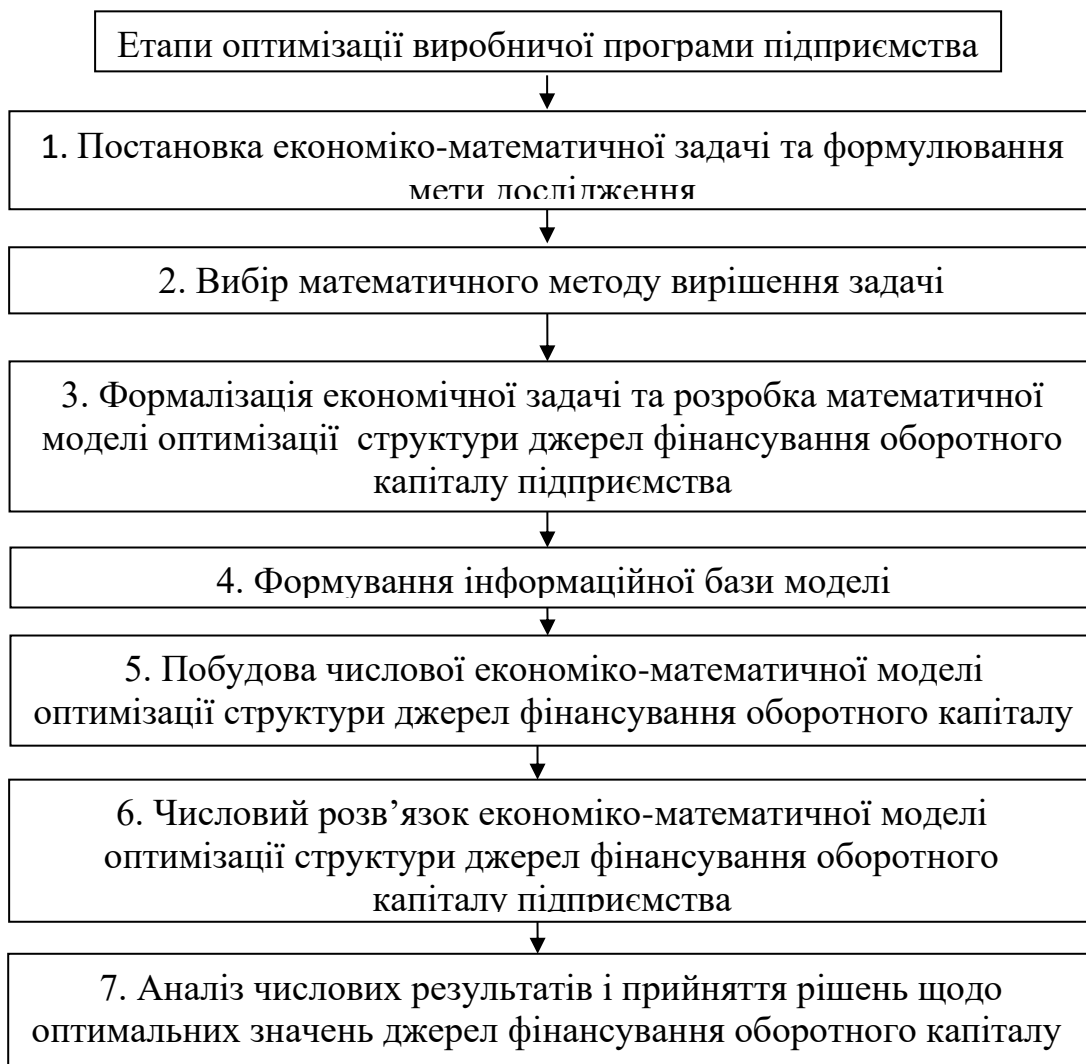 Етапи оптимізації виробничої програми підприємства
1. Постановка економіко-математичної задачі та формулювання
мети дослідження
2. Вибір математичного методу вирішення задачі
3. Формалізація економічної задачі та розробка математичної
моделі оптимізації структури джерел фінансування оборотного
капіталу підприємства
4. Формування інформаційної бази моделі
5. Побудова числової економіко-математичної моделі
оптимізації структури джерел фінансування оборотного капіталу
6. Числовий розв’язок економіко-математичної моделі
оптимізації структури джерел фінансування оборотного
капіталу підприємства
7. Аналіз числових результатів і прийняття рішень щодо
оптимальних значень джерел фінансування оборотного капіталу